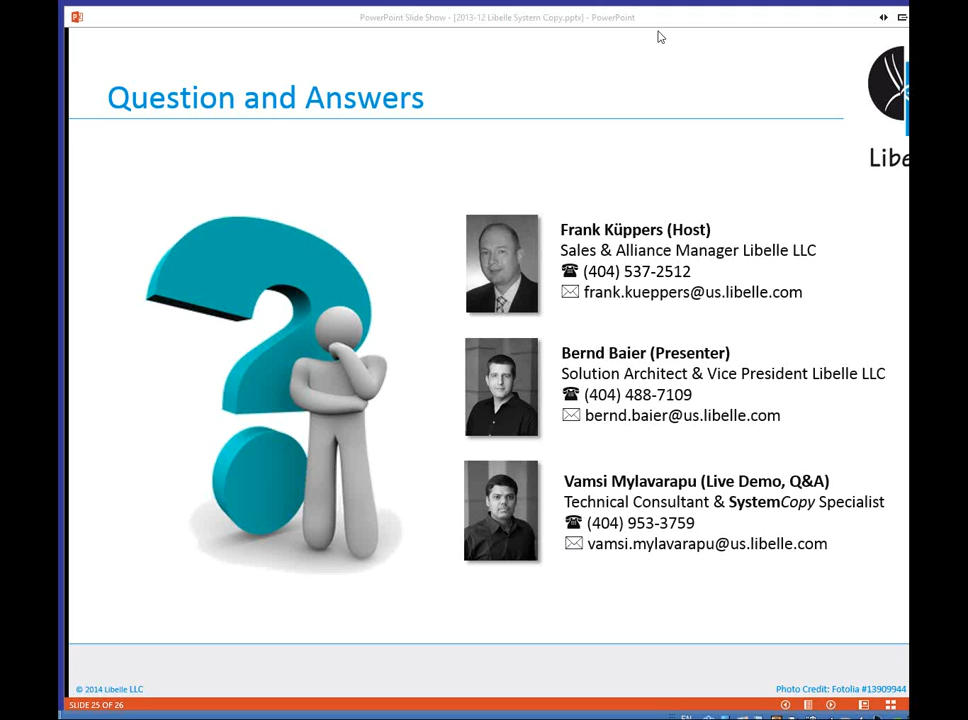 PowerPoint Slide Show - [2013-12 Libelle System Copy.pptx] - PowerPoint
Question and Answers
Libe
Frank Küppers (Host)
Sales & Alliance Manager Libelle LLC
☎ (404) 537-2512
✉ frank.kueppers@us.libelle.com
Bernd Baier (Presenter)
Solution Architect & Vice President Libelle LLC
☎ (404) 488-7109
✉ bernd.baier@us.libelle.com
Vamsi Mylavarapu (Live Demo, Q&A)
Technical Consultant & SystemCopy Specialist
☎ (404) 953-3759
✉ vamsi.mylavarapu@us.libelle.com
© 2014 Libelle LLC
Photo Credit: Fotolia #13909944
SLIDE 25 OF 26
EN